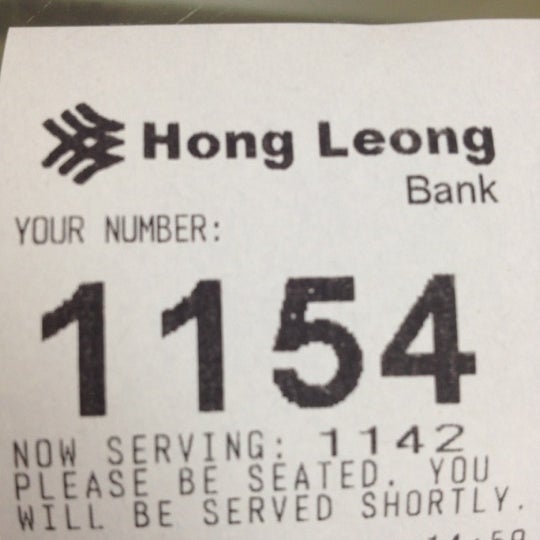 Hong Leong
Bank
YOUR NUMBER:
1154
NOW SERVING: 1142
PLEASE BE SEATED. YOU
WILL BE SERVED SHORTLY.